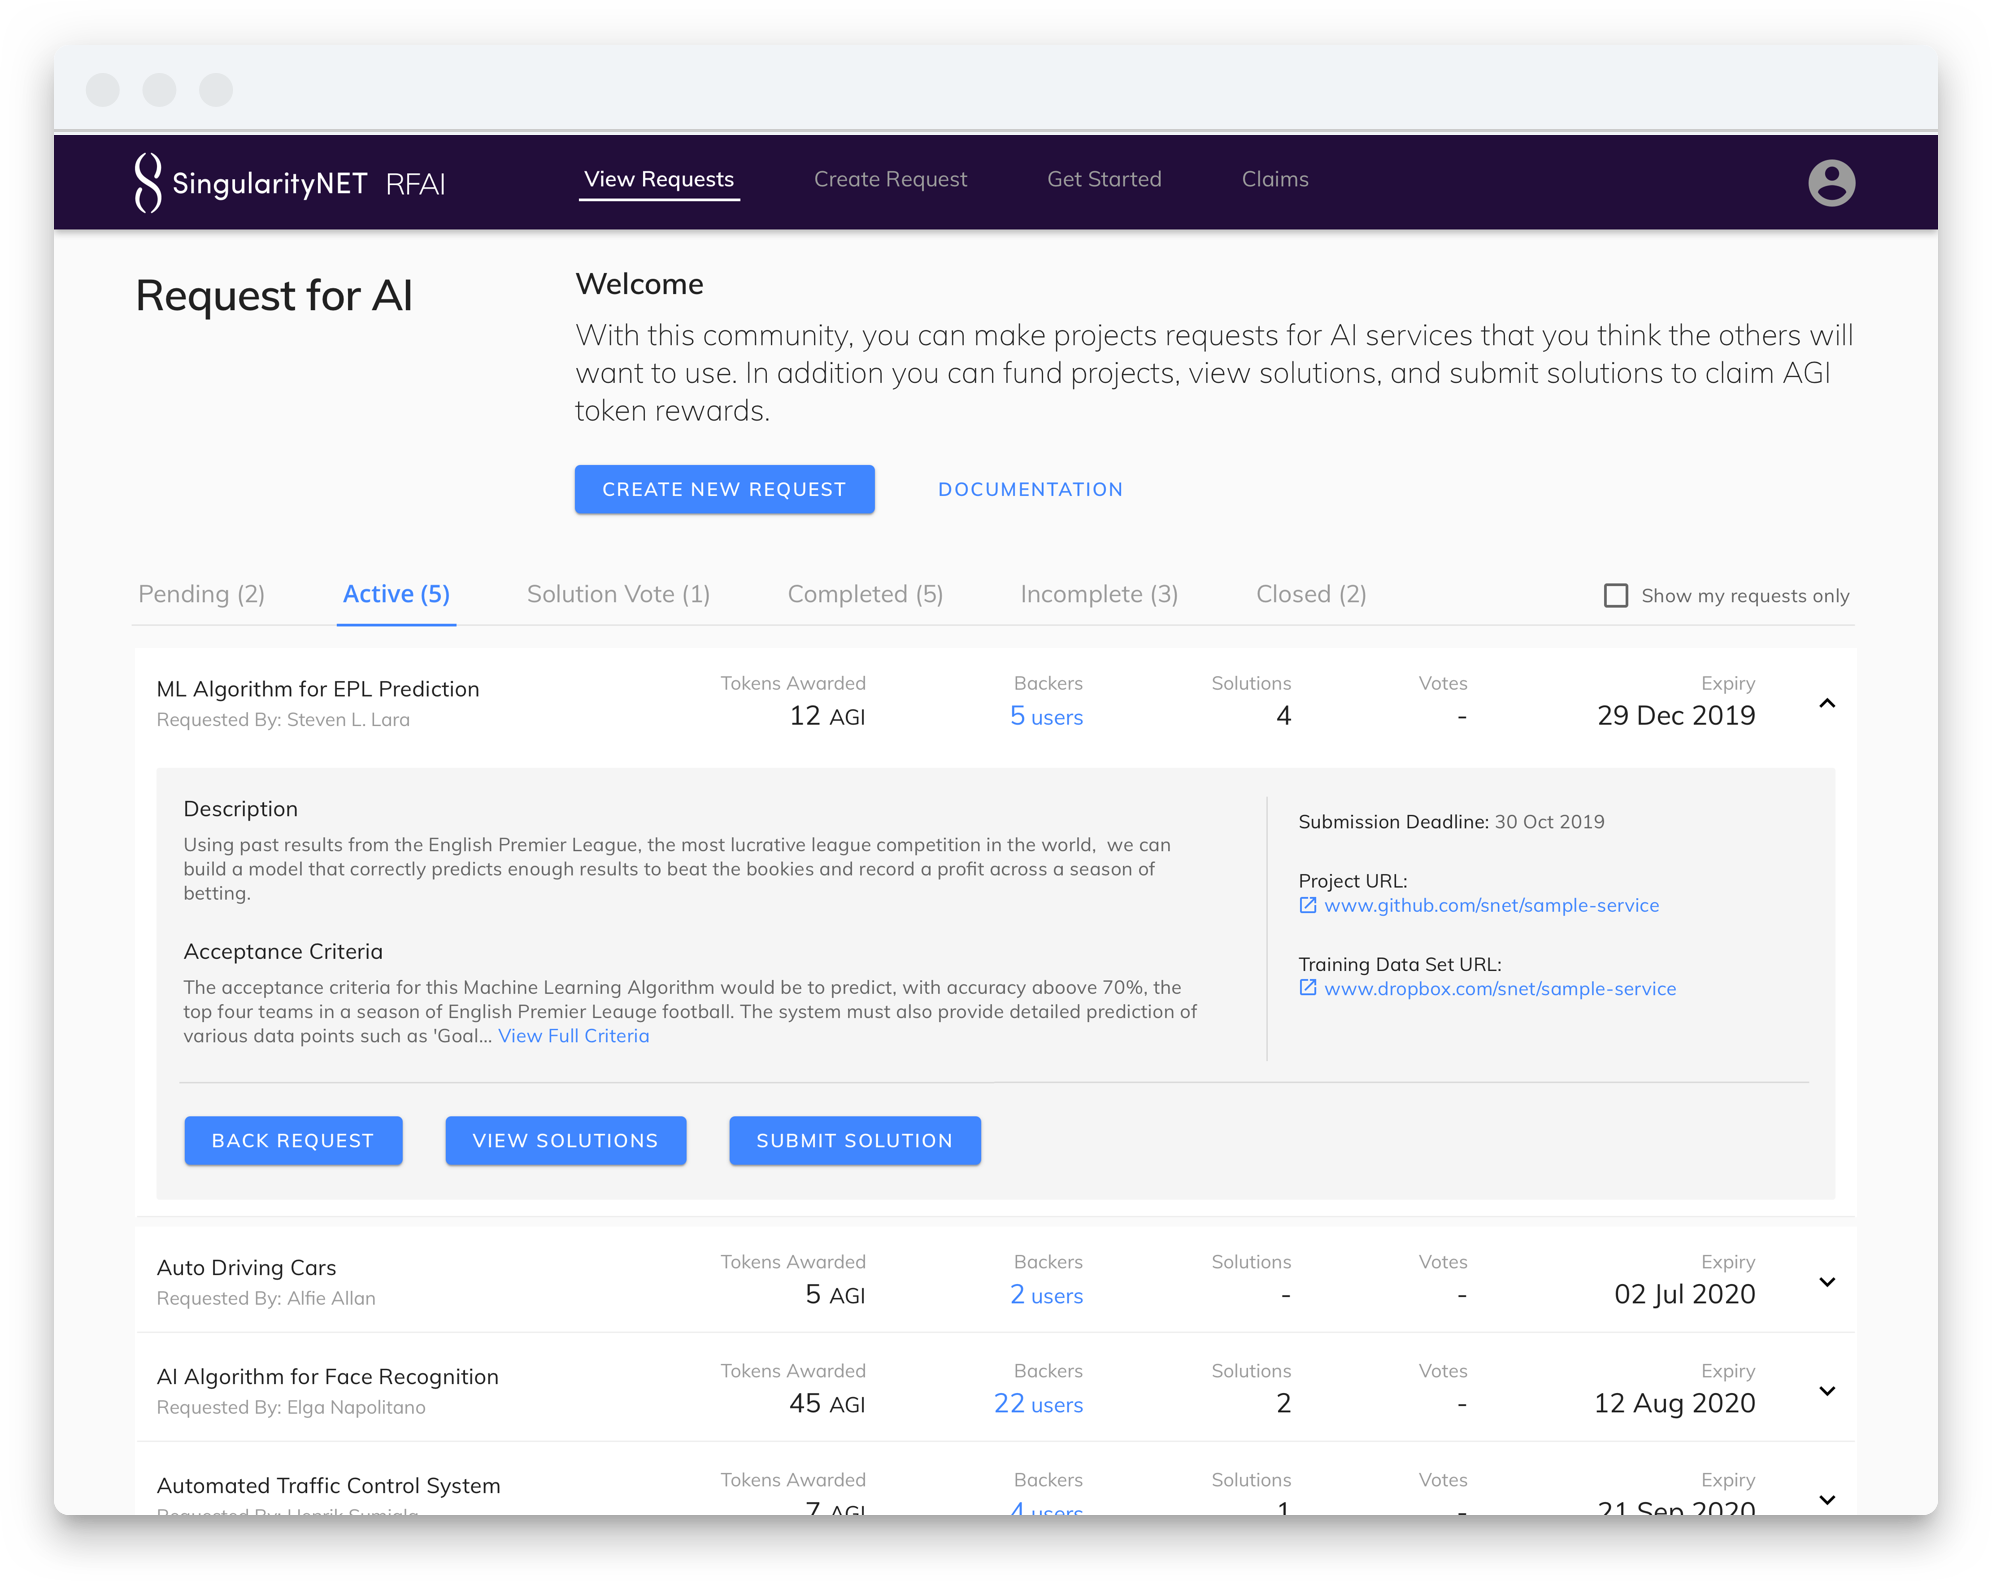 SingularityNET RFAI
View Requests Create Request Get Started Claims
Request for AI
Welcome
With this community, you can make projects requests for AI services that you think the others will
want to use. In addition you can fund projects, view solutions, and submit solutions to claim AGI
token rewards.
CREATE NEW REQUEST DOCUMENTATION
Pending (2) Active (5) Solution Vote (1) Completed (5) Incomplete (3) Closed (2) Show my requests only
ML Algorithm for EPL Prediction
Requested By: Steven L. Lara
Tokens Awarded
12 AGI
Backers
5 users
Solutions
4
Votes
-
Expiry
29 Dec 2019
Description
Using past results from the English Premier League, the most lucrative league competition in the world, we can
build a model that correctly predicts enough results to beat the bookies and record a profit across a season of
betting.
Acceptance Criteria
The acceptance criteria for this Machine Learning Algorithm would be to predict, with accuracy aboove 70%, the
top four teams in a season of English Premier Leauge football. The system must also provide detailed prediction of
various data points such as 'Goal... View Full Criteria
Submission Deadline: 30 Oct 2019
Project URL:
www.github.com/snet/sample-service
Training Data Set URL:
www.dropbox.com/snet/sample-service
BACK REQUEST VIEW SOLUTIONS SUBMIT SOLUTION
Auto Driving Cars
Requested By: Alfie Allan
Tokens Awarded
5 AGI
Backers
2 users
Solutions
-
Votes
-
Expiry
02 Jul 2020
AI Algorithm for Face Recognition
Requested By: Elga Napolitano
Tokens Awarded
45 AGI
Backers
22 users
Solutions
2
Votes
-
Expiry
12 Aug 2020
Automated Traffic Control System
Requested By: Henrik Sumiala
Tokens Awarded
7 AGI
Backers
4 users
Solutions
1
Votes
-
Expiry
21 Sep 2020